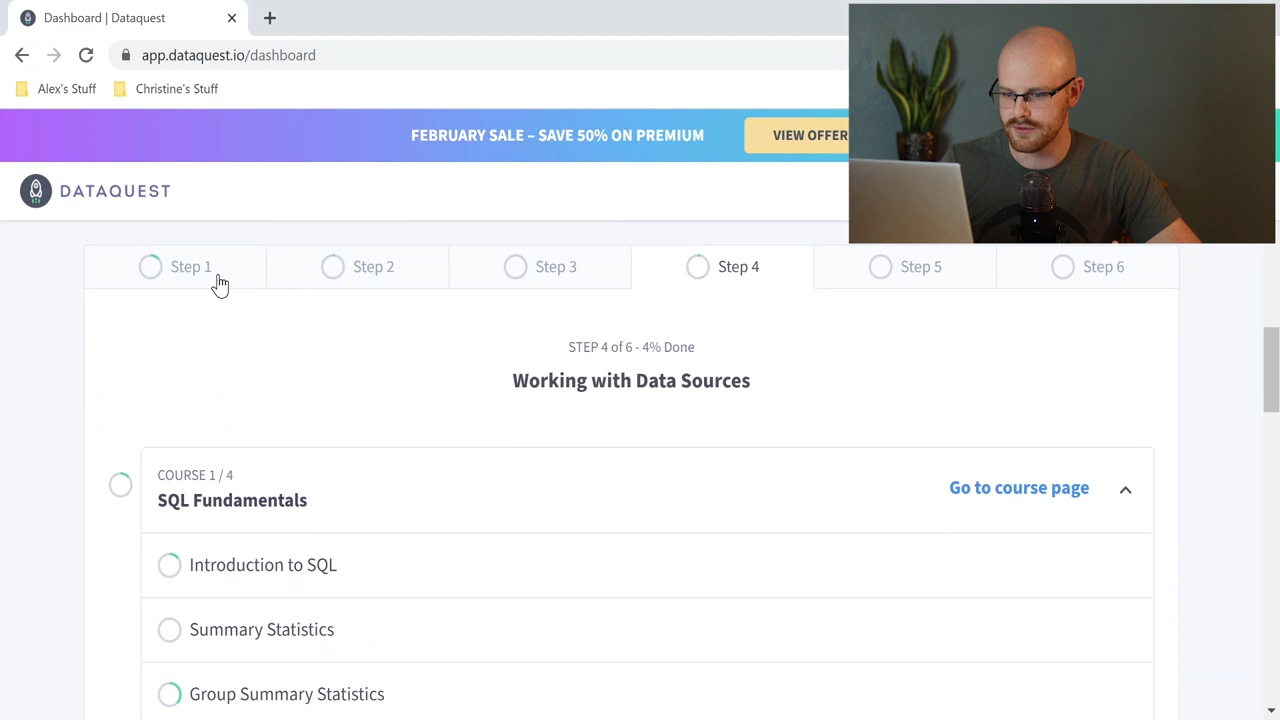 Dashboard | Dataquest
app.dataquest.io/dashboard
Alex's Stuff
Christine's Stuff
FEBRUARY SALE – SAVE 50% ON PREMIUM
VIEW OFFER
DATAQUEST
Step 1
Step 2
Step 3
Step 4
Step 5
Step 6
STEP 4 of 6 - 4% Done
Working with Data Sources
COURSE 1 / 4
SQL Fundamentals
Go to course page
Introduction to SQL
Summary Statistics
Group Summary Statistics